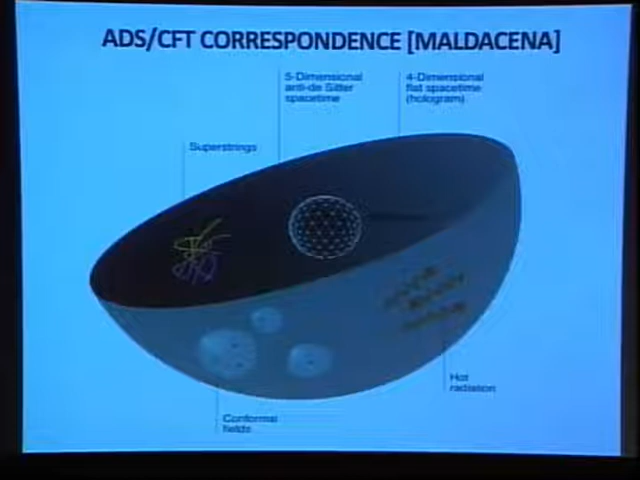 ADS/CFT CORRESPONDENCE [MALDACENA]
5-Dimensional
anti-de Sitter
spacetime
4-Dimensional
flat spacetime
(hologram)
Superstrings
Hot
radiation
Conformal
fields